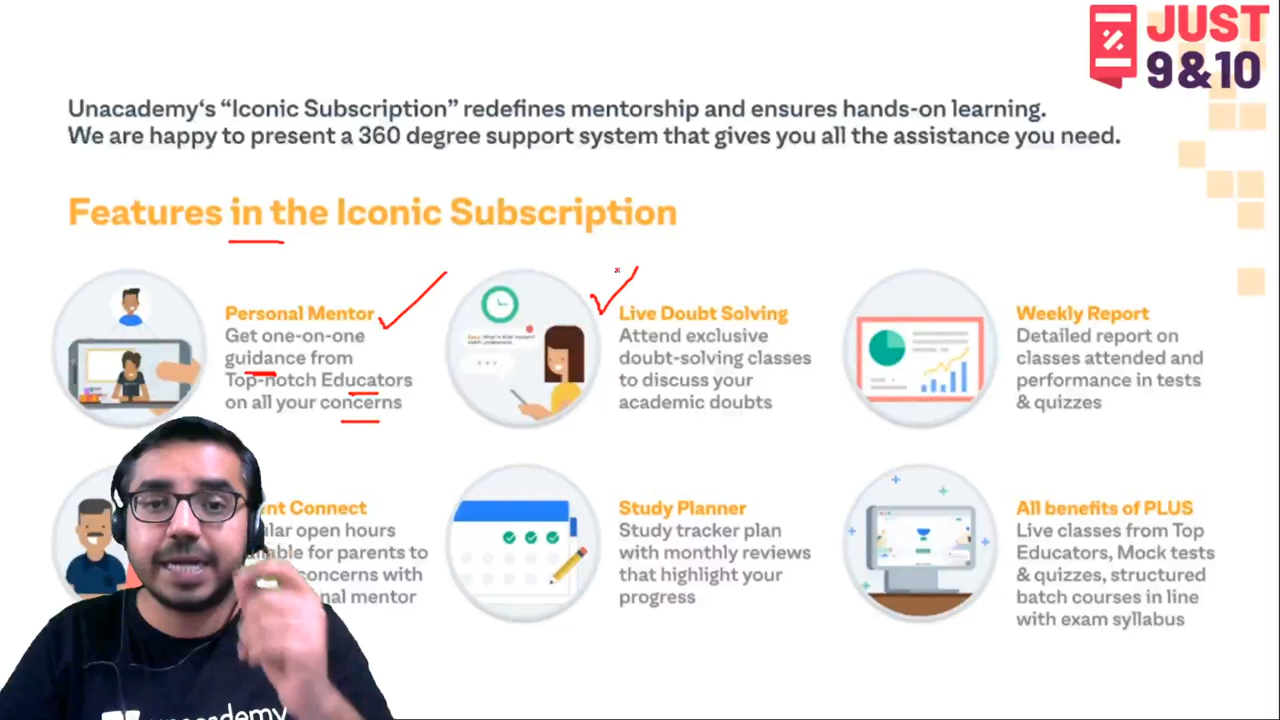 JUST
9 & 10
Unacademy‘s “Iconic Subscription” redefines mentorship and ensures hands-on learning.
We are happy to present a 360 degree support system that gives you all the assistance you need.
Features in the Iconic Subscription
Personal Mentor
Get one-on-one
guidance from
Top-notch Educators
on all your concerns
Live Doubt Solving
Attend exclusive
doubt-solving classes
to discuss your
academic doubts
Weekly Report
Detailed report on
classes attended and
performance in tests
& quizzes
Connect
open hours
for parents to
concerns with
mentor
Study Planner
Study tracker plan
with monthly reviews
that highlight your
progress
All benefits of PLUS
Live classes from Top
Educators, Mock tests
& quizzes, structured
batch courses in line
with exam syllabus
unacademy